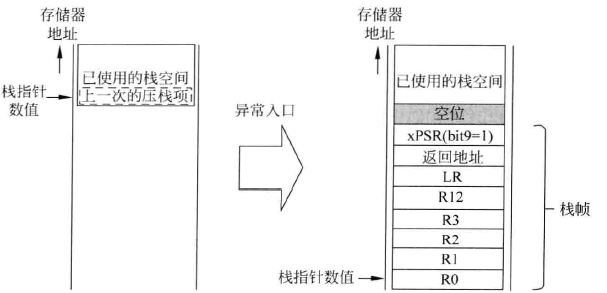 存储器
地址
已使用的栈空间
上一次的压栈项
栈指针
数值
异常入口
存储器
地址
已使用的栈空间
空位
xPSR(bit9=1)
返回地址
LR
R12
R3
R2
R1
R0
栈指针数值
栈帧